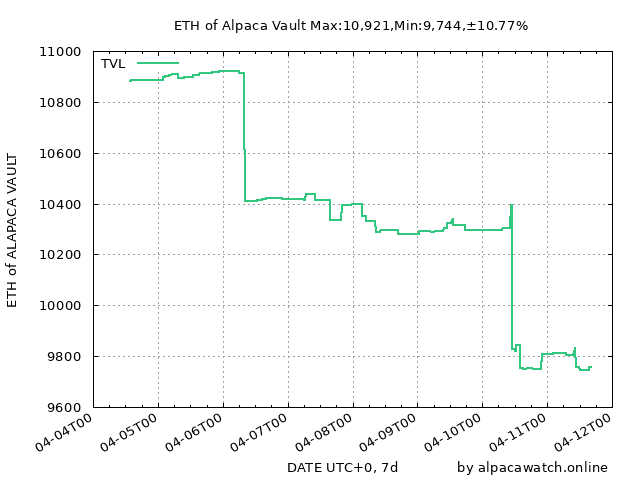 ETH of Alpaca Vault Max:10,921,Min:9,744,±10.77%
TVL
11000
10800
10600
10400
10200
10000
9800
9600
ETH of ALAPACA VAULT
04-04T00
04-05T00
04-06T00
04-07T00
04-08T00
04-09T00
04-10T00
04-11T00
04-12T00
DATE UTC+0, 7d
by alpacawatch.online